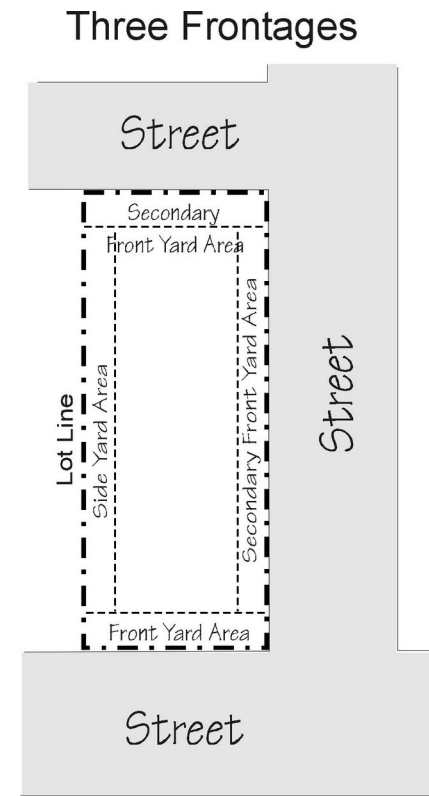 Three Frontages
Street
Secondary
Front Yard Area
Street
Secondary Front Yard Area
Side Yard Area
Lot Line
Front Yard Area
Street